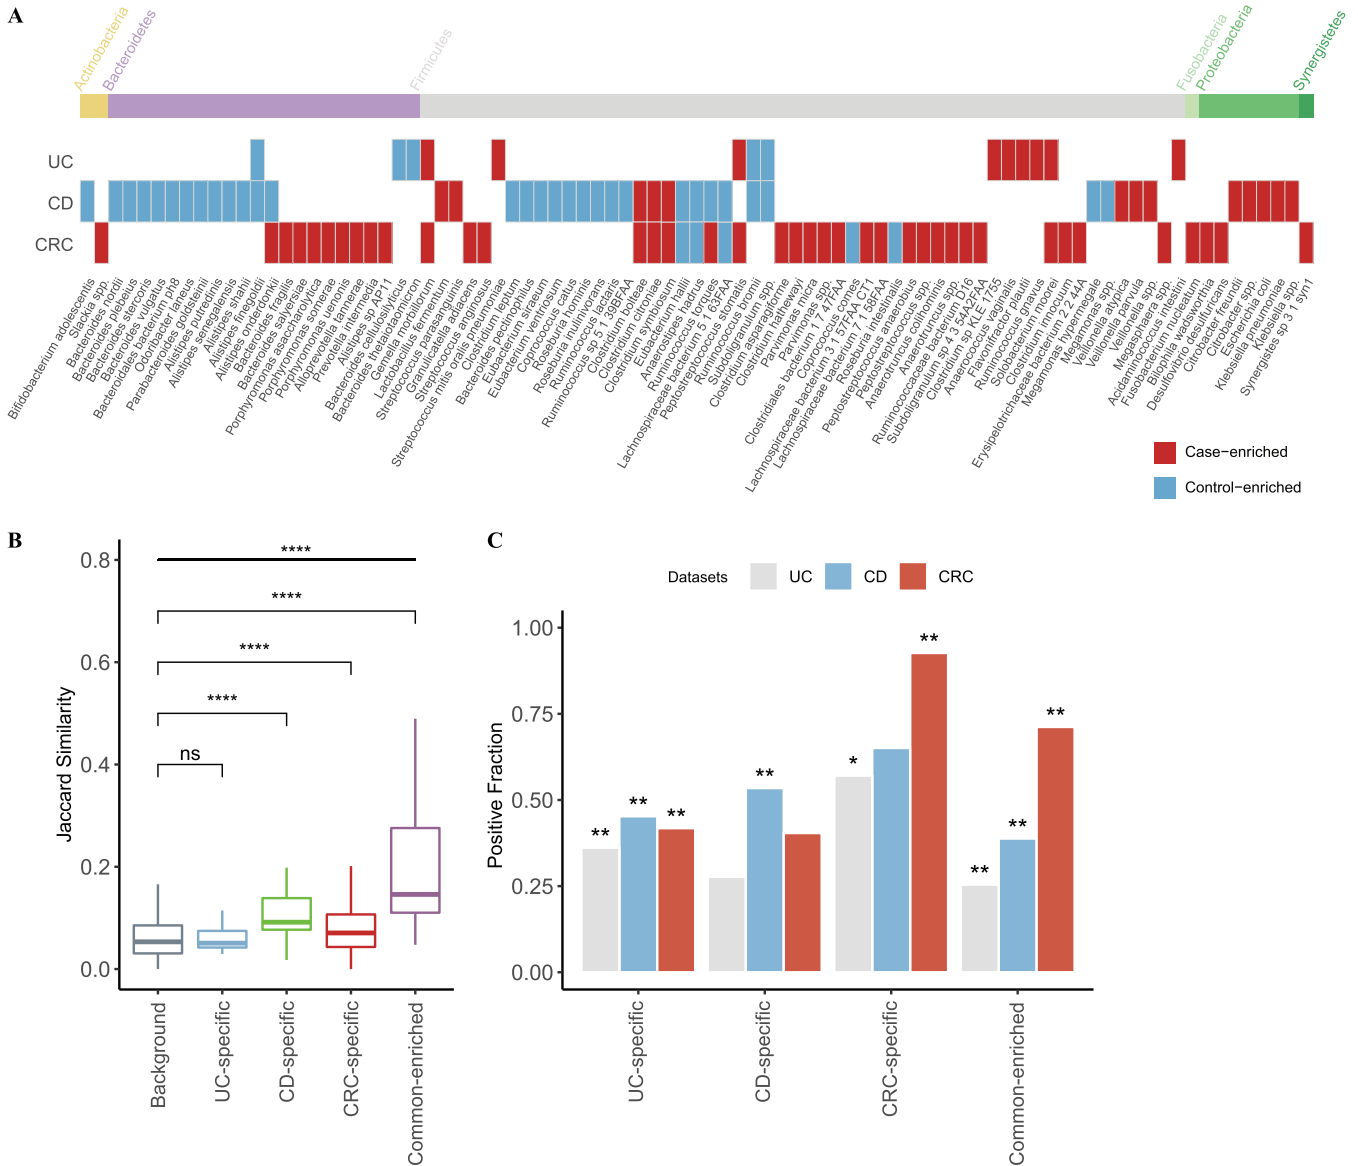 A
Actinobacteria
Bacteroidetes
Firmicutes
Fusobacteria
Proteobacteria
Synergistetes
UC
CD
CRC
Bifidobacterium adolescentis
Slackia spp.
Bacteroides nordii
Bacteroides plebeius
Bacteroides stercoris
Bacteroides vulgatus
Bacteroidales bacterium ph8
Odoribacter laneus
Parabacteroides goldsteinii
Alistipes putredinis
Alistipes senegalensis
Alistipes shahii
Alistipes finegoldii
Alistipes onderdonkii
Bacteroides fragilis
Bacteroides salyersiae
Porphyromonas asaccharolytica
Porphyromonas somerae
Porphyromonas uenonis
Alloprevotella tannerae
Prevotella intermedia
Alistipes sp AP11
Bacteroides cellulosilyticus
Bacteroides thetaiotaomicron
Gemella morbillorum
Lactobacillus fermentum
Streptococcus parasanguinis
Granulicatella adiacens
Streptococcus anginosus
Streptococcus mitis oralis pneumoniae
Bacteroides pectinophilus
Clostridium leptum
Eubacterium siraeum
Eubacterium ventriosum
Coprococcus catus
Roseburia hominis
Roseburia inulinivorans
Ruminococcus lactaris
Ruminococcus sp 5 1 39BFAA
Clostridium bolteae
Clostridium citroniae
Clostridium symbiosum
Eubacterium hallii
Anaerostipes hadrus
Ruminococcus torques
Lachnospiraceae bacterium 5 1 63FAA
Peptostreptococcus stomatis
Ruminococcus bromii
Subdoligranulum spp.
Clostridium asparagiforme
Clostridium hathewayi
Parvimonas micra
Parvimonas spp.
Clostridiales bacterium 1 7 47FAA
Coprococcus comes
Lachnospiraceae bacterium 3 1 57FAA CT1
Lachnospiraceae bacterium 7 1 58FAA
Roseburia intestinalis
Peptostreptococcus anaerobius
Peptostreptococcus spp.
Anaerotruncus colihominis
Anaerotruncus spp.
Ruminococcaceae bacterium D16
Subdoligranulum sp 4 3 54A2FAA
Clostridium sp KLE 1755
Anaerococcus vaginalis
Flavonifractor plautii
Ruminococcus gnavus
Solobacterium moorei
Clostridium innocuum
Erysipelotrichaceae bacterium 2 2 44A
Megamonas hypermegale
Megamonas spp.
Veillonella atypica
Veillonella parvula
Veillonella spp.
Megasphaera spp.
Acidaminococcus intestini
Fusobacterium nucleatum
Bilophila wadsworthia
Desulfovibrio desulfuricans
Citrobacter freundii
Citrobacter spp.
Escherichia coli
Klebsiella pneumoniae
Klebsiella spp.
Synergistes sp 3 1 syn1
Case−enriched
Control−enriched
B
Jaccard Similarity
0.8
0.6
0.4
0.2
0.0
****
****
****
****
ns
Background
UC-specific
CD-specific
CRC-specific
Common-enriched
C
Datasets UC CD CRC
Positive Fraction
1.00
0.75
0.50
0.25
0.00
** ** **
**
* **
** ** **
UC-specific
CD-specific
CRC-specific
Common-enriched